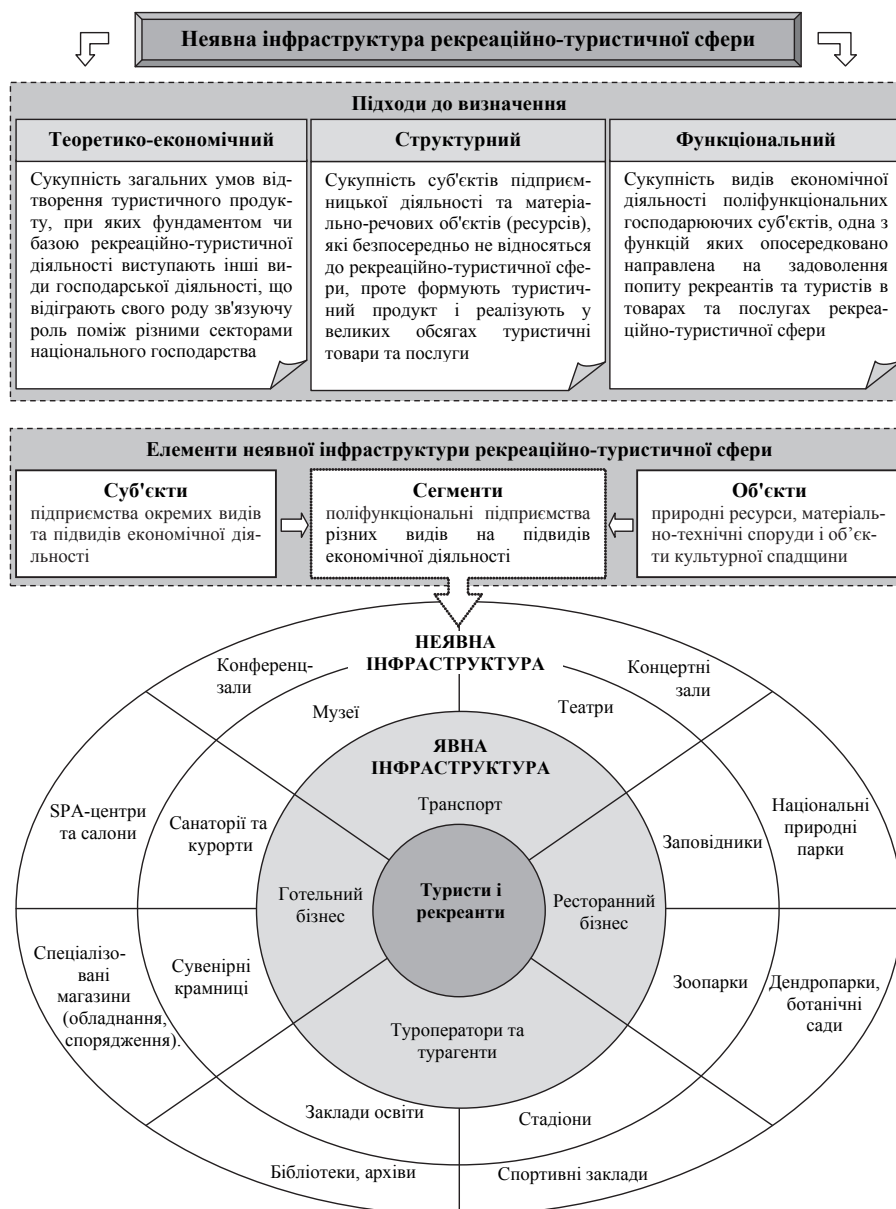 Неявна інфраструктура рекреаційно-туристичної сфери
Підходи до визначення
Теоретико-економічний
Сукупність загальних умов від-
творення туристичного продук-
ту, при яких фундаментом чи
базою рекреаційно-туристичної
діяльності виступають інші ви-
ди господарської діяльності, що
відіграють свого роду зв'язуючу
роль поміж різними секторами
національного господарства
Структурний
Сукупність суб'єктів підприєм-
ницької діяльності та матеріа-
льно-речових об'єктів (ресурсів),
які безпосередньо не відносяться
до рекреаційно-туристичної сфе-
ри, проте формують туристич-
ний продукт і реалізують у
великих обсягах туристичні
товари та послуги
Функціональний
Сукупність видів економічної
діяльності поліфункціональних
господарюючих суб'єктів, одна з
функцій яких опосередковано
направлена на задоволення
попиту рекреантів та туристів в
товарах та послугах рекреа-
ційно-туристичної сфери
Елементи неявної інфраструктури рекреаційно-туристичної сфери
Суб'єкти
підприємства окремих видів
та підвидів економічної дія-
льності
Сегменти
поліфункціональні підприємства
різних видів на підвидів
економічної діяльності
Об'єкти
природні ресурси, матеріаль-
но-технічні споруди і об’єк-
ти культурної спадщини
НЕЯВНА
ІНФРАСТРУКТУРА
Конференц-
зали
Концертні
зали
Музеї
Театри
ЯВНА
ІНФРАСТРУКТУРА
Транспорт
SPA-центри
та салони
Санаторії та
курорти
Заповідники
Національні
природні
парки
Готельний
бізнес
Туристи і
рекреанти
Ресторанний
бізнес
Спеціалізо-
вані
магазини
(обладнання,
спорядження).
Сувенірні
крамниці
Зоопарки
Дендропарки,
ботанічні
сади
Туроператори та
турагенти
Заклади освіти
Стадіони
Бібліотеки, архіви
Спортивні заклади